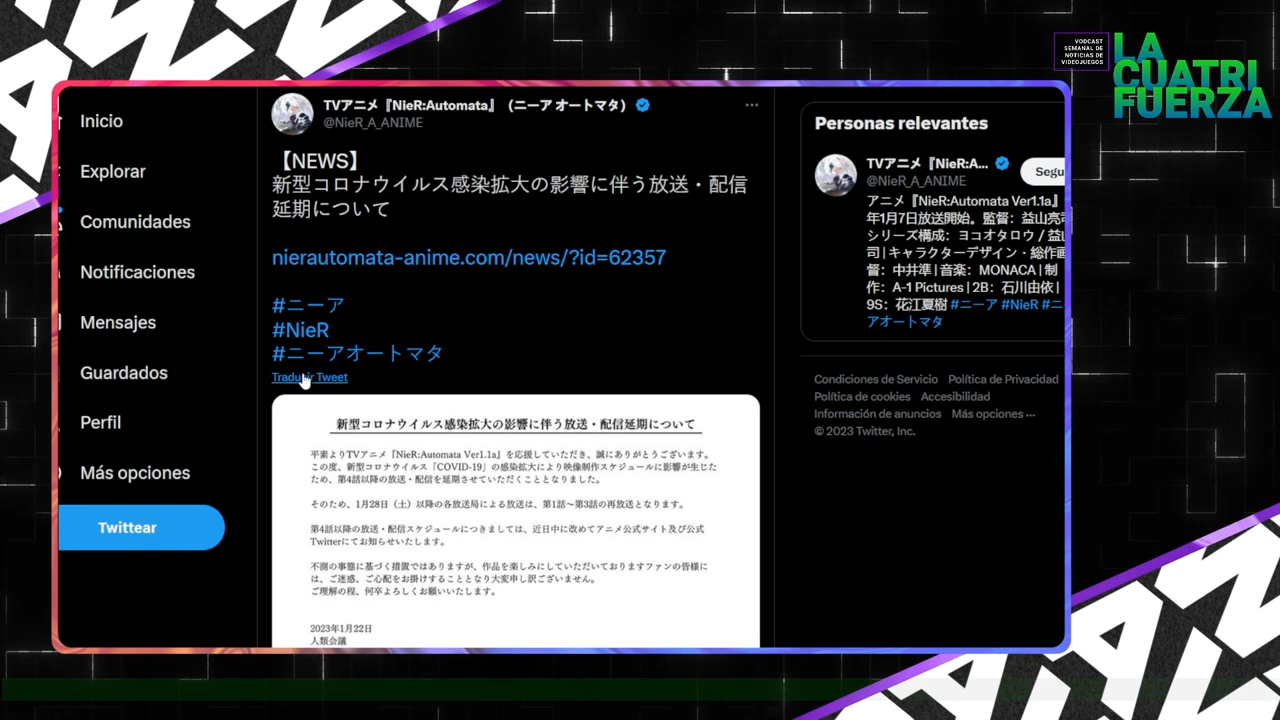 VODCAST
SEMANAL DE
NOTICIAS DE
VIDEOJUEGOS
LA
CUATRI
FUERZA
Inicio
Explorar
Comunidades
Notificaciones
Mensajes
Guardados
Perfil
Más opciones
Twittear
TVアニメ『NieR:Automata』(ニーア オートマタ)
@NieR_A_ANIME
【NEWS】
新型コロナウイルス感染拡大の影響に伴う放送・配信
延期について
nierautomata-anime.com/news/?id=62357
#ニーア
#NieR
#ニーアオートマタ
Traducir Tweet
新型コロナウイルス感染拡大の影響に伴う放送・配信延期について
平素よりTVアニメ『NieR:Automata Ver1.1a』を応援していただき、誠にありがとうございます。
この度、新型コロナウイルス「COVID-19」の感染拡大により映像制作スケジュールに影響が生じた
ため、第4話以降の放送・配信を延期させていただくこととなりました。
そのため、1月28日（土）以降の各放送局による放送は、第1話～第3話の再放送となります。
第4話以降の放送・配信スケジュールにつきましては、近日中に改めてアニメ公式サイト及び公式
Twitterにてお知らせいたします。
不測の事態に基づく措置ではありますが、作品を楽しみにしていただいておりますファンの皆様に
は、ご迷惑、ご心配をお掛けすることとなり大変申し訳ございません。
ご理解の程、何卒よろしくお願いいたします。
2023年1月22日
人類会議
Personas relevantes
TVアニメ『NieR:A...
@NieR_A_ANIME
Segu
アニメ『NieR:Automata Ver1.1a』
年1月7日放送開始。監督：益山亮司
シリーズ構成：ヨコオタロウ / 益山
司 | キャラクターデザイン・総作画
督：中井準 | 音楽：MONACA | 制
作：A-1 Pictures | 2B：石川由依 |
9S：花江夏樹 #ニーア #NieR #ニ
アオートマタ
Condiciones de Servicio Política de Privacidad
Política de cookies Accesibilidad
Información de anuncios Más opciones ···
© 2023 Twitter, Inc.